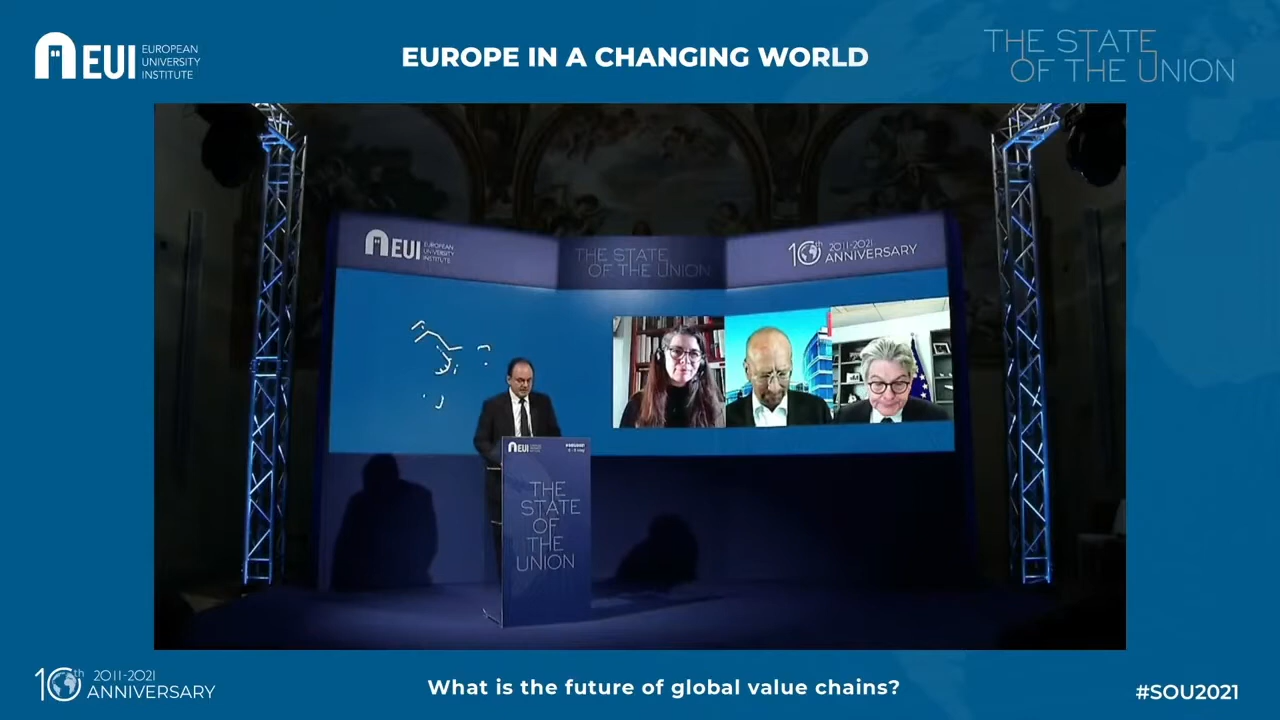 EUI
EUROPEAN
UNIVERSITY
INSTITUTE
EUROPE IN A CHANGING WORLD
THE STATE
OF THE UNION
EUI
EUROPEAN
UNIVERSITY
INSTITUTE
THE STATE
OF THE UNION
10th
2011-2021
ANNIVERSARY
EUI
#SOU2021
THE
STATE
OF
THE
UNION
10th
2011-2021
ANNIVERSARY
What is the future of global value chains?
#SOU2021